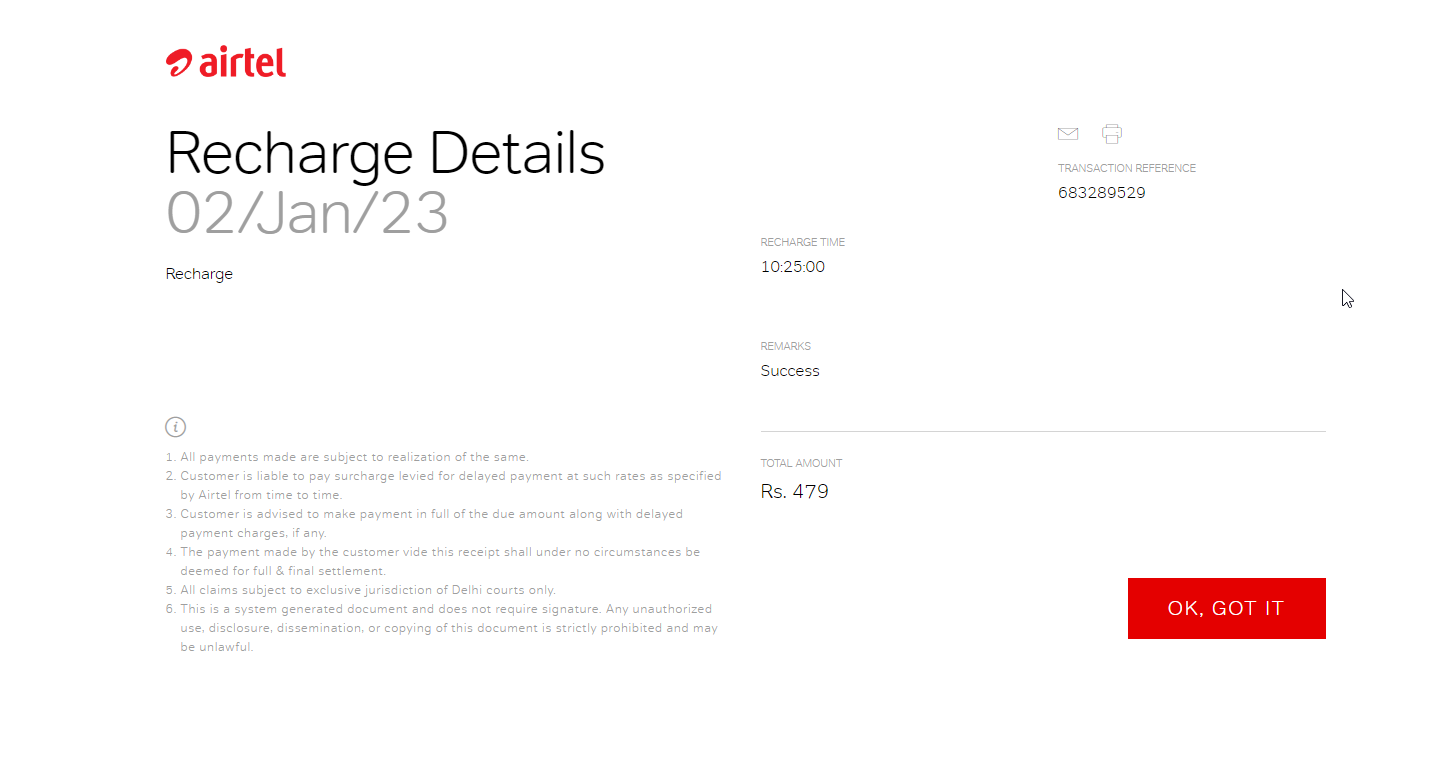 airtel
Recharge Details
02/Jan/23
Recharge
TRANSACTION REFERENCE
683289529
RECHARGE TIME
10:25:00
REMARKS
Success
TOTAL AMOUNT
Rs. 479
1. All payments made are subject to realization of the same.
2. Customer is liable to pay surcharge levied for delayed payment at such rates as specified
by Airtel from time to time.
3. Customer is advised to make payment in full of the due amount along with delayed
payment charges, if any.
4. The payment made by the customer vide this receipt shall under no circumstances be
deemed for full & final settlement.
5. All claims subject to exclusive jurisdiction of Delhi courts only.
6. This is a system generated document and does not require signature. Any unauthorized
use, disclosure, dissemination, or copying of this document is strictly prohibited and may
be unlawful.
OK, GOT IT